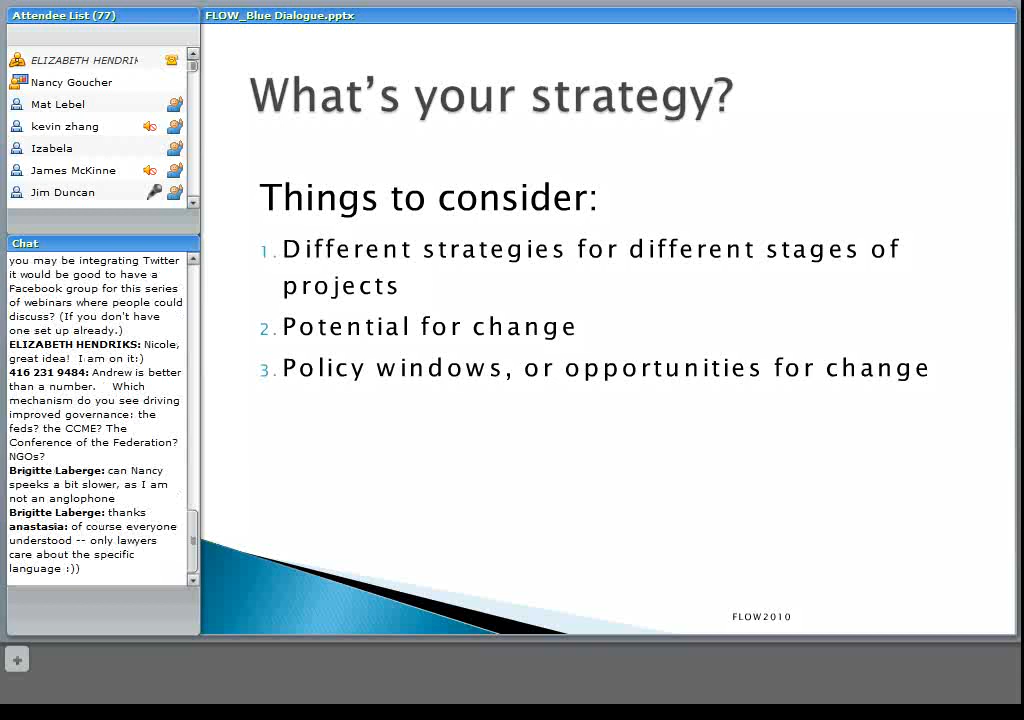 Attendee List (77)
ELIZABETH HENDRIK
Nancy Goucher
Mat Lebel
kevin zhang
Izabela
James McKinne
Jim Duncan
Chat
you may be integrating Twitter
it would be good to have a
Facebook group for this series
of webinars where people could
discuss? (If you don't have
one set up already.)
ELIZABETH HENDRIKS: Nicole,
great idea! I am on it:)
416 231 9484: Andrew is better
than a number. Which
mechanism do you see driving
improved governance: the
feds? the CCME? The
Conference of the Federation?
NGOs?
Brigitte Laberge: can Nancy
speeks a bit slower, as I am
not an anglophone
Brigitte Laberge: thanks
anastasia: of course everyone
understood -- only lawyers
care about the specific
language :))
FLOW_Blue Dialogue.pptx
What's your strategy?
Things to consider:
1. Different strategies for different stages of
projects
2. Potential for change
3. Policy windows, or opportunities for change
FLOW2010